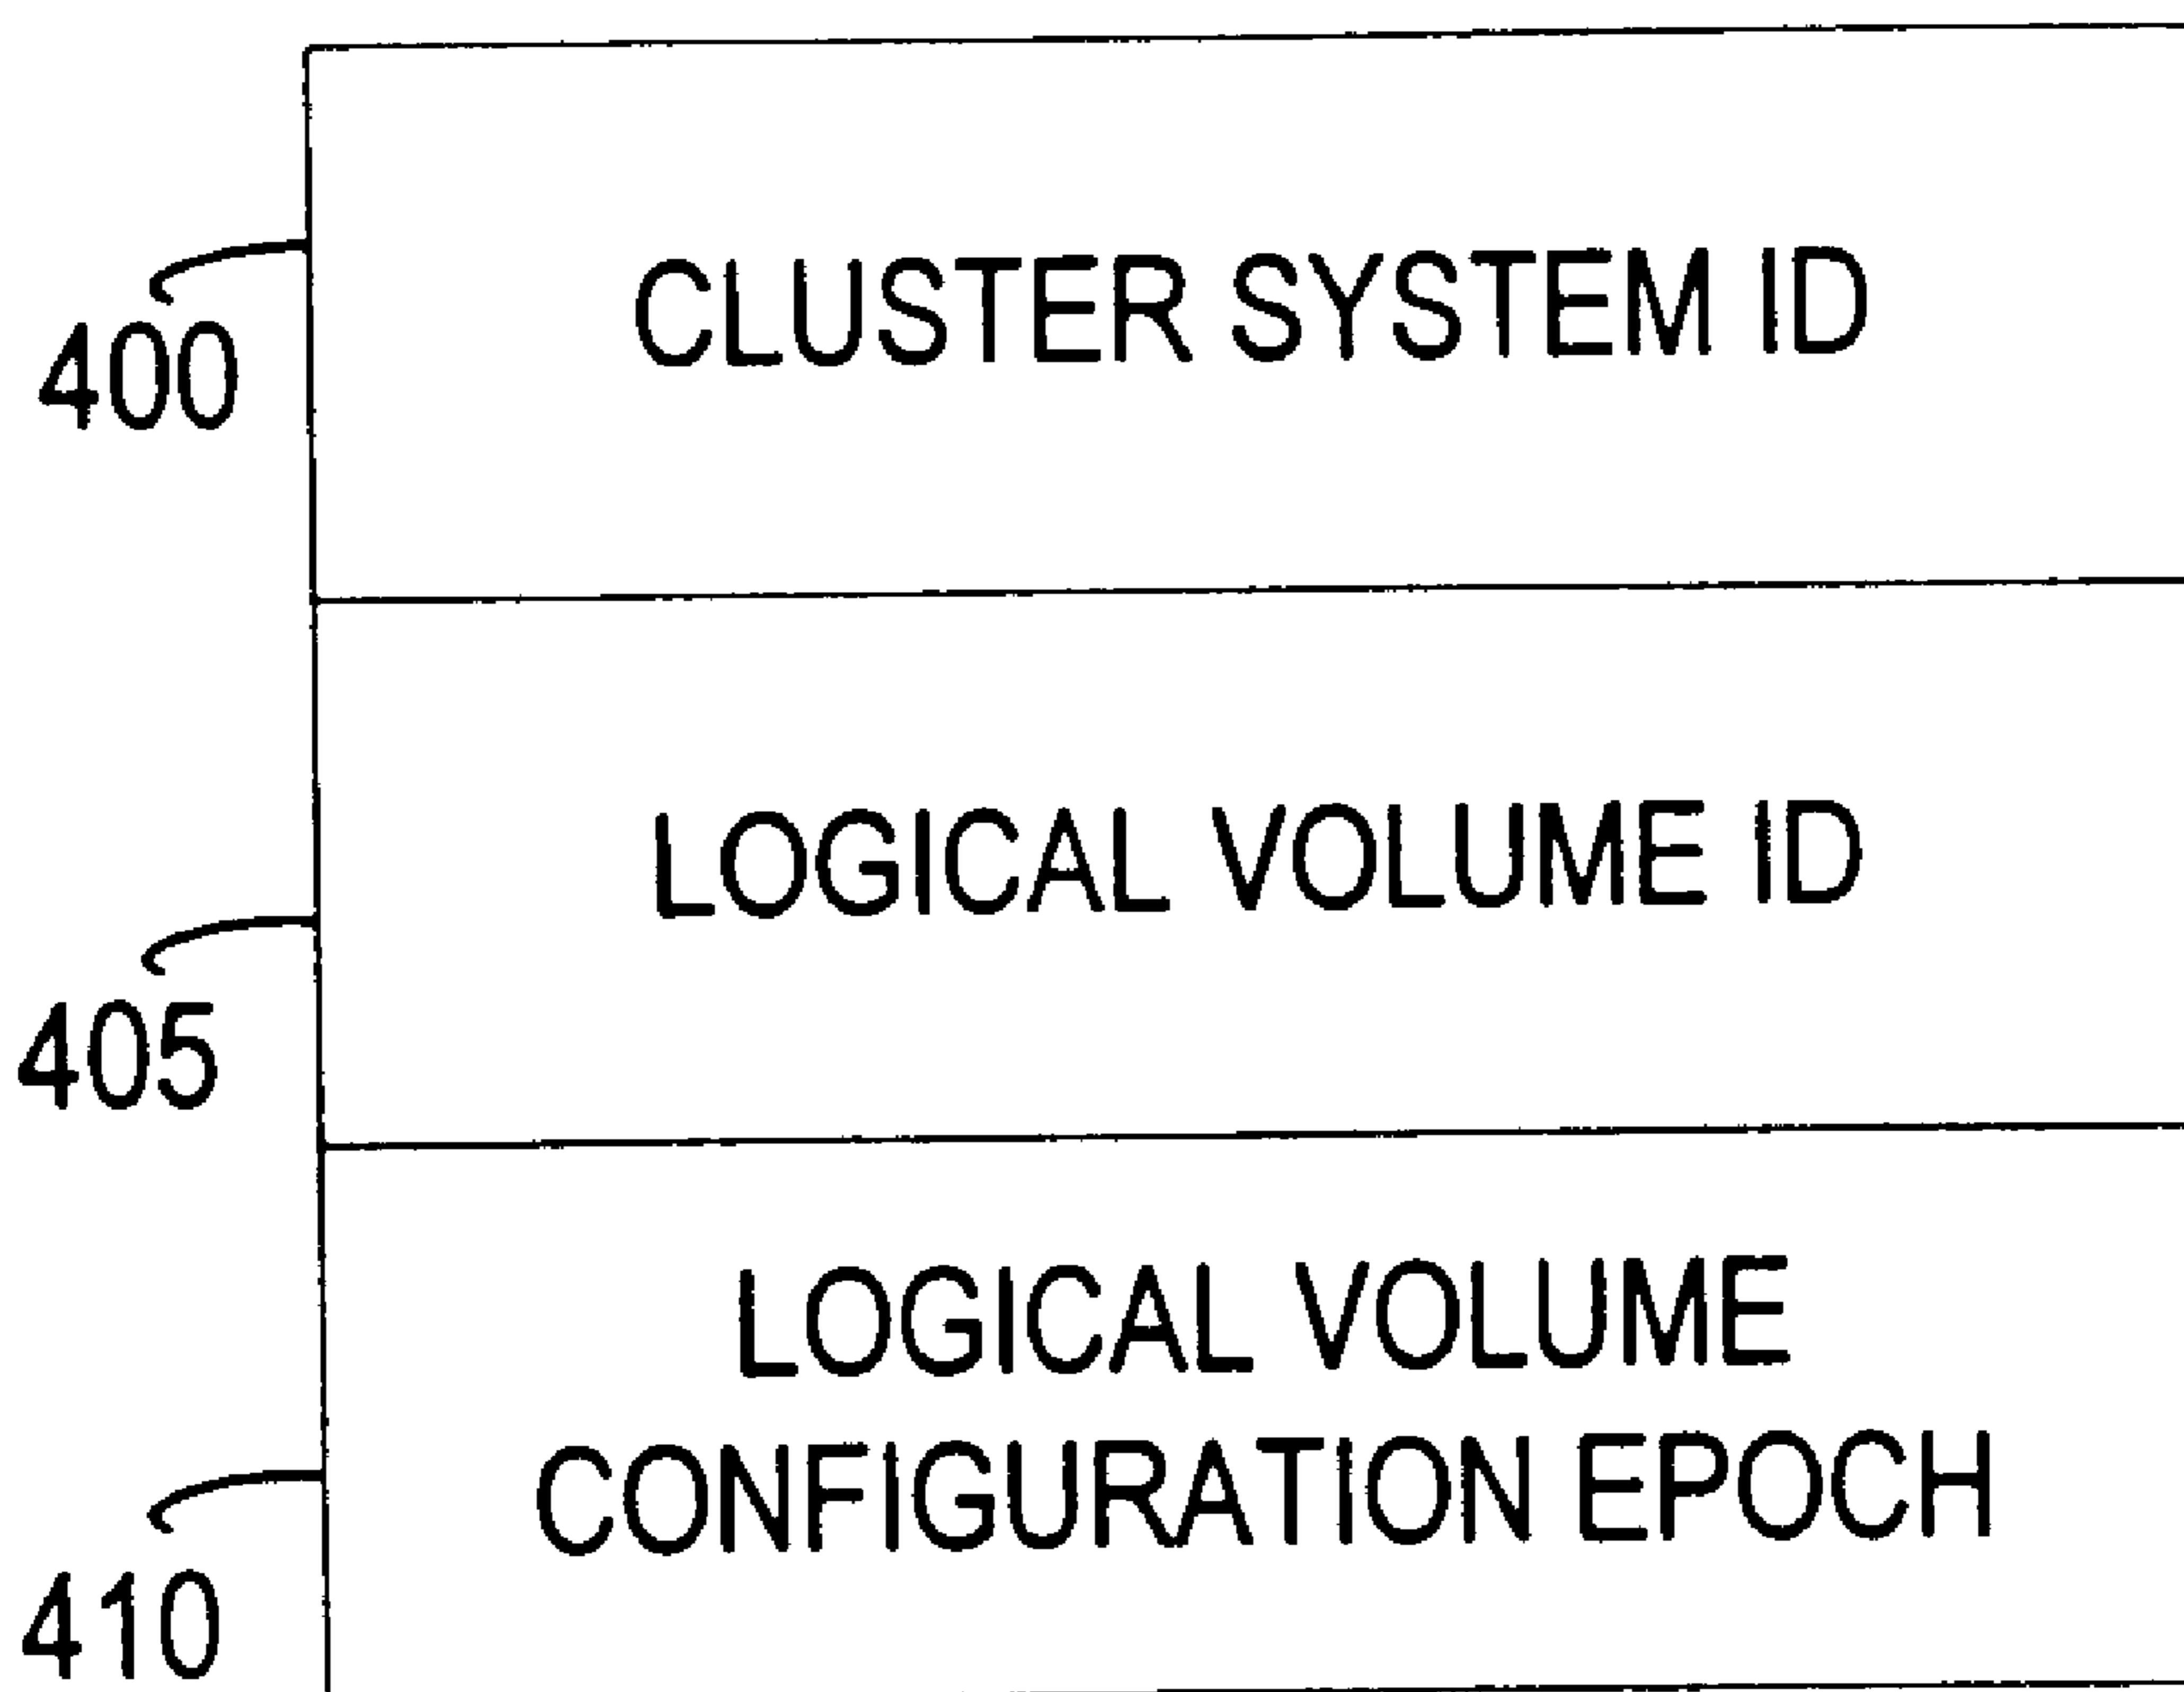 CLUSTER SYSTEM ID
400
LOGICAL VOLUME ID
405
LOGICAL VOLUME
CONFIGURATION EPOCH
410